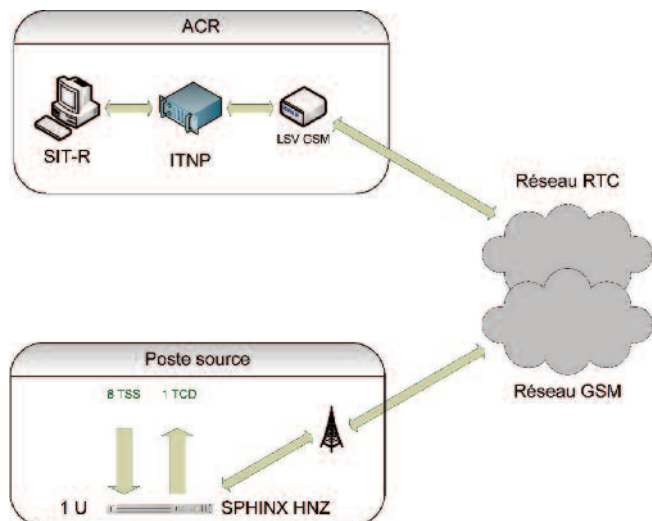 ACR
SIT-R
ITNP
LSV CSM
Réseau RTC
Réseau GSM
Poste source
8 TSS
1 TCD
1 U
SPHINX HNZ